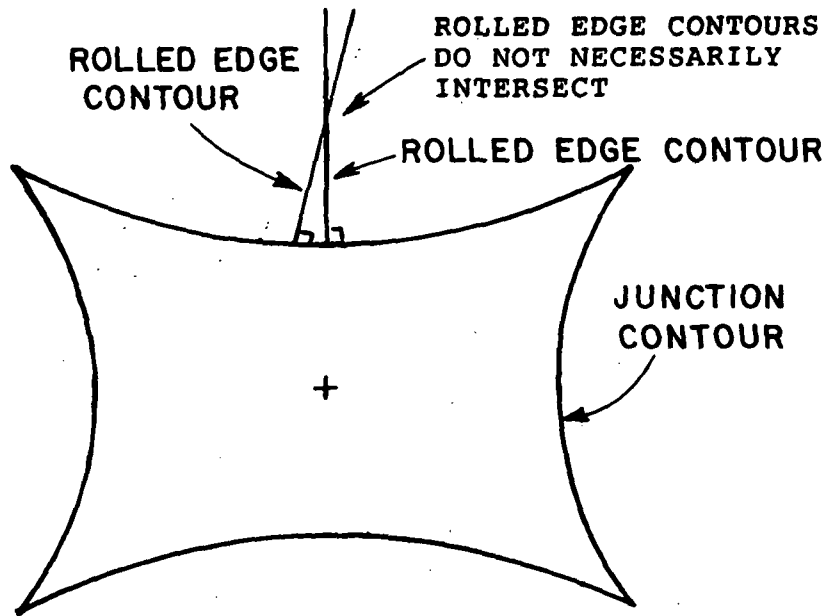 ROLLED EDGE CONTOURS
DO NOT NECESSARILY
INTERSECT
ROLLED EDGE
CONTOUR
ROLLED EDGE CONTOUR
JUNCTION
CONTOUR